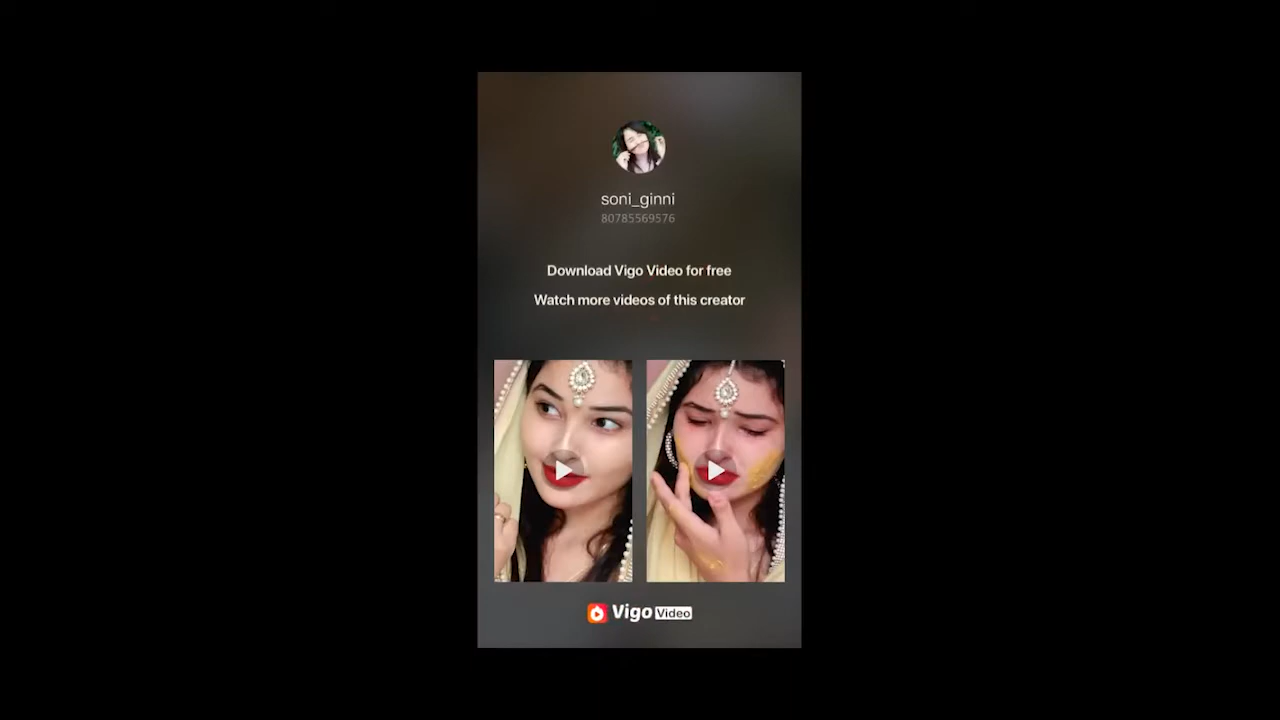 soni_ginni
80785569576
Download Vigo Video for free
Watch more videos of this creator
Vigo Video